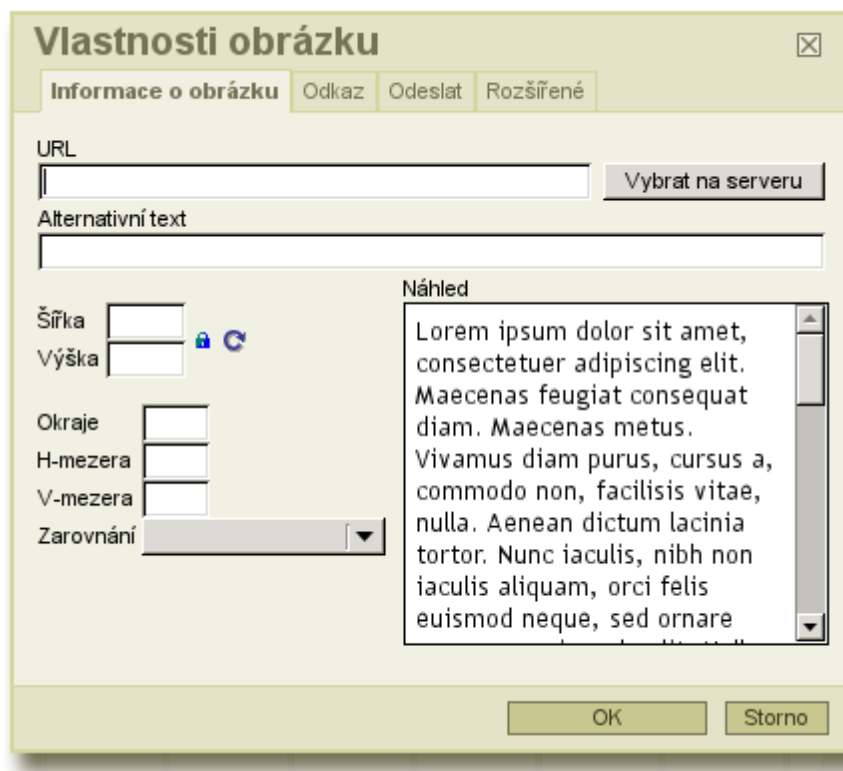 Vlastnosti obrázku
Informace o obrázku Odkaz Odeslat Rozšířené
URL
Vybrat na serveru
Alternativní text
Šířka
Výška
Okraje
H-mezera
V-mezera
Zarovnání
Náhled
Lorem ipsum dolor sit amet,
consectetuer adipiscing elit.
Maecenas feugiat consequat
diam. Maecenas metus.
Vivamus diam purus, cursus a,
commodo non, facilisis vitae,
nulla. Aenean dictum lacinia
tortor. Nunc iaculis, nibh non
iaculis aliquam, orci felis
euismod neque, sed ornare
OK Storno